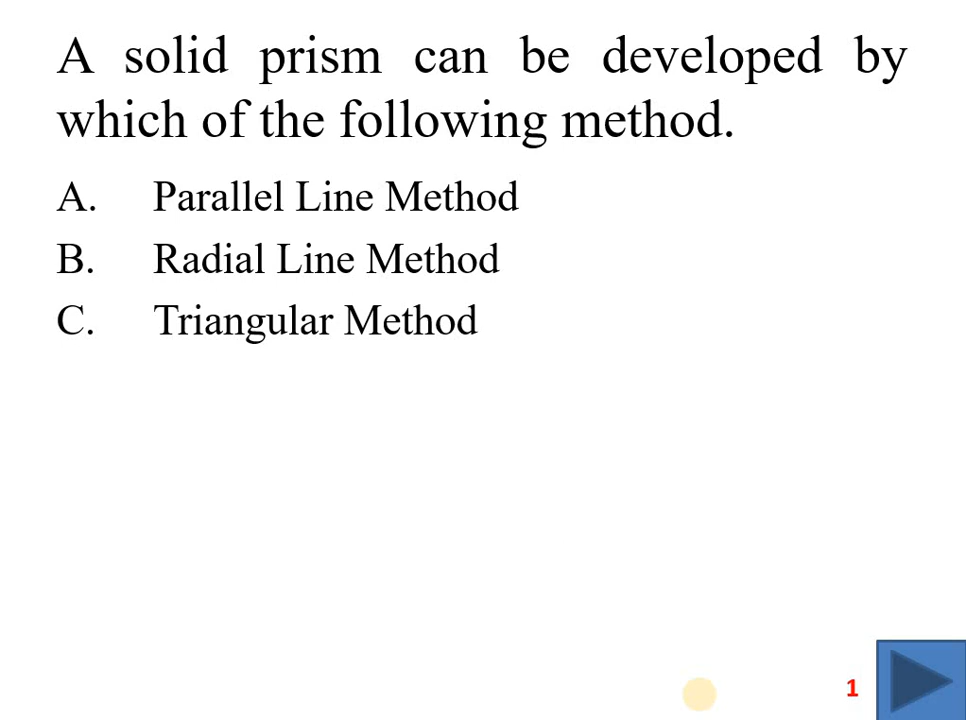 A solid prism can be developed by
which of the following method.
A. Parallel Line Method
B. Radial Line Method
C. Triangular Method
1